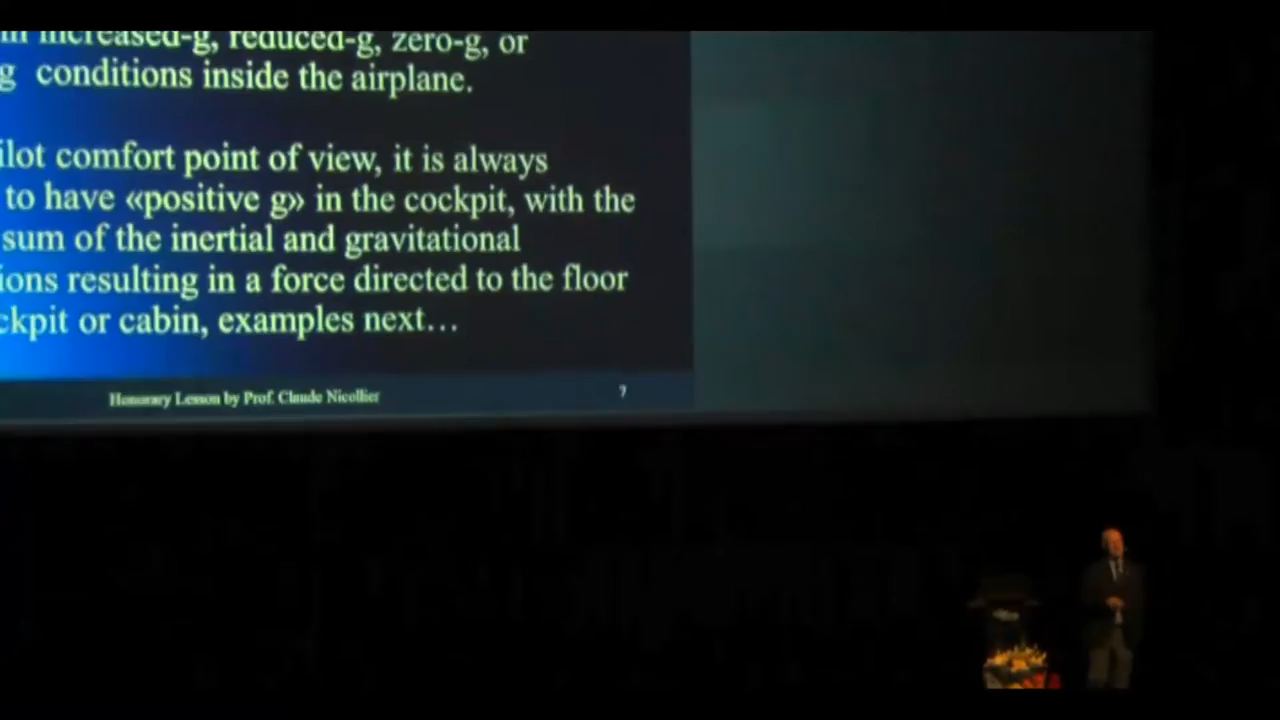 increased-g, reduced-g, zero-g, or
g conditions inside the airplane.
ilot comfort point of view, it is always
to have «positive g» in the cockpit, with the
sum of the inertial and gravitational
ions resulting in a force directed to the floor
ckpit or cabin, examples next…
Honorary Lesson by Prof. Claude Nicollier
7